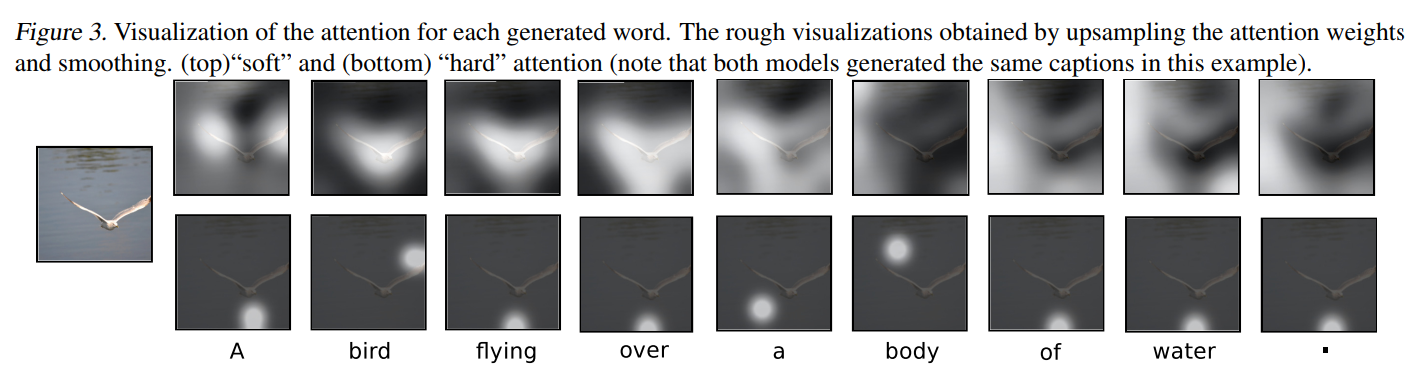 Figure 3. Visualization of the attention for each generated word. The rough visualizations obtained by upsampling the attention weights
and smoothing. (top)“soft” and (bottom) “hard” attention (note that both models generated the same captions in this example).
A bird flying over a body of water .